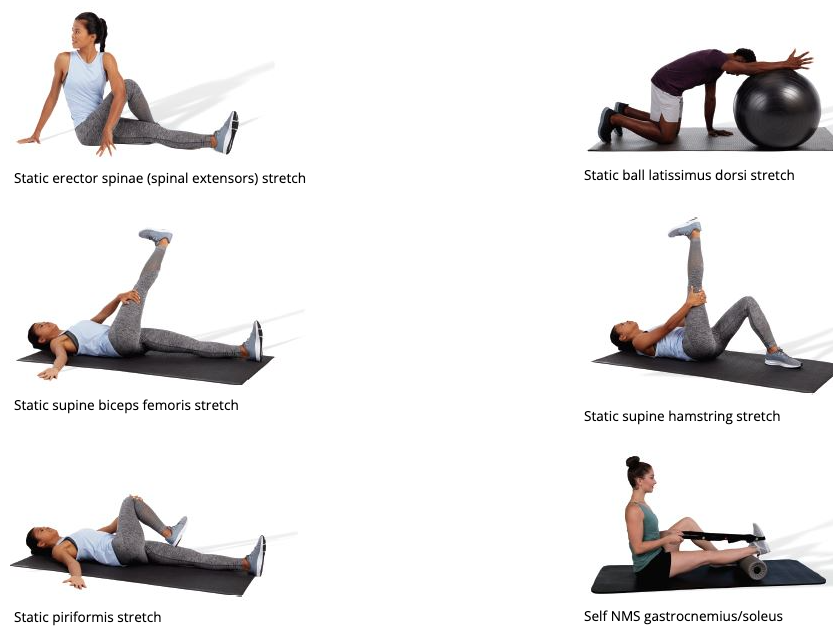 Static erector spinae (spinal extensors) stretch
Static ball latissimus dorsi stretch
Static supine biceps femoris stretch
Static supine hamstring stretch
Static piriformis stretch
Self NMS gastrocnemius/soleus